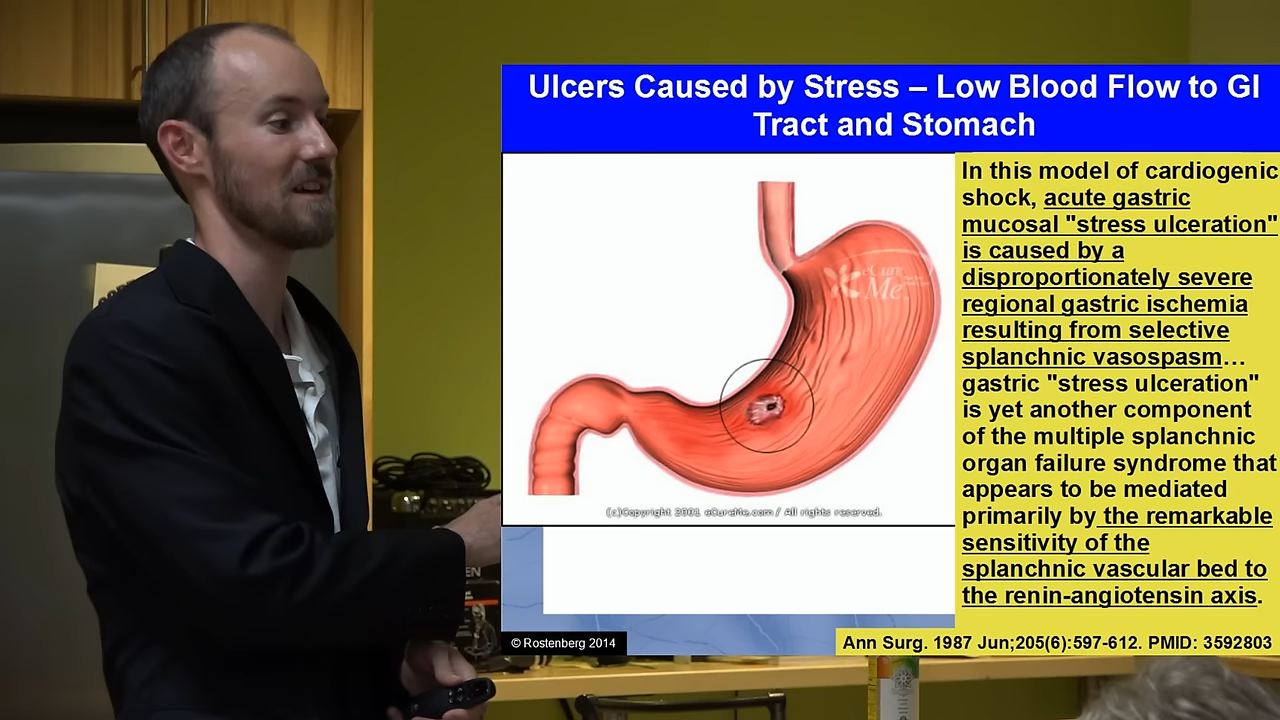 Ulcers Caused by Stress – Low Blood Flow to GI
Tract and Stomach
In this model of cardiogenic
shock, acute gastric
mucosal "stress ulceration"
is caused by a
disproportionately severe
regional gastric ischemia
resulting from selective
splanchnic vasospasm…
gastric "stress ulceration"
is yet another component
of the multiple splanchnic
organ failure syndrome that
appears to be mediated
primarily by the remarkable
sensitivity of the
splanchnic vascular bed to
the renin-angiotensin axis.
eCure
Me
(c)Copyright 2001 eCureMe.com / All rights reserved.
EN
© Rostenberg 2014
Ann Surg. 1987 Jun;205(6):597-612. PMID: 3592803